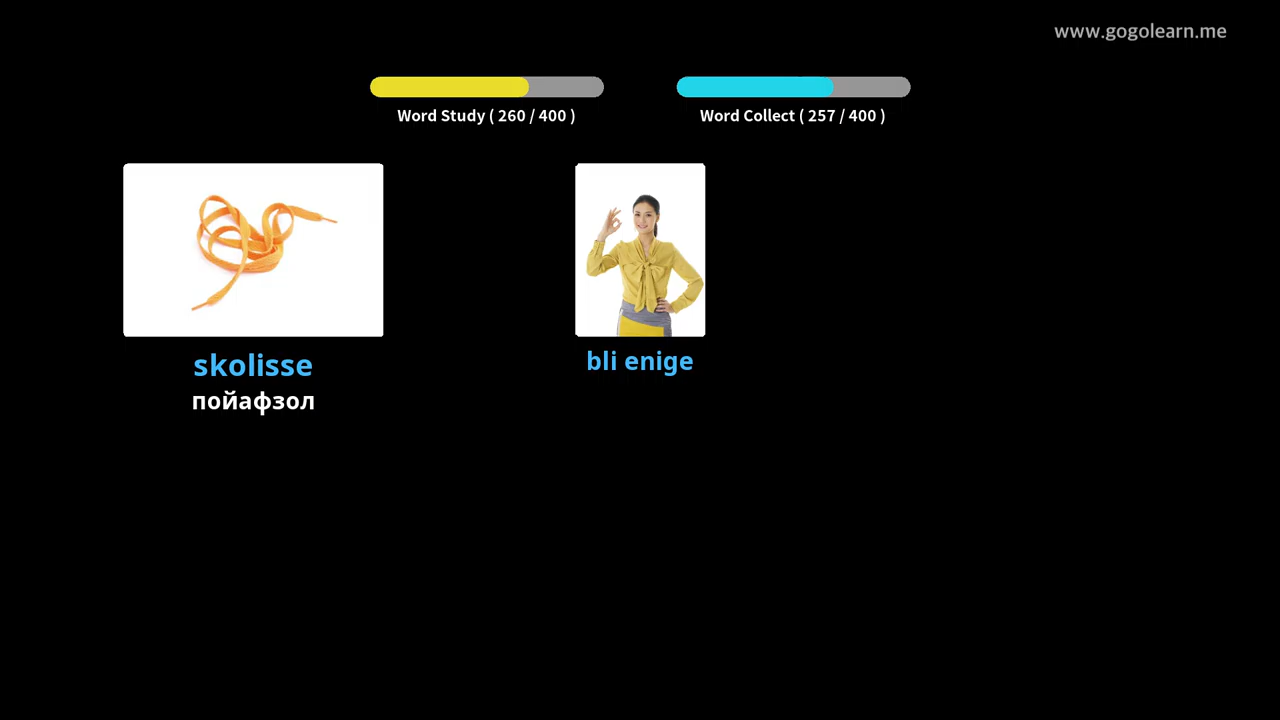 www.gogolearn.me
Word Study ( 260 / 400 )
Word Collect ( 257 / 400 )
skolisse
пойафзол
bli enige